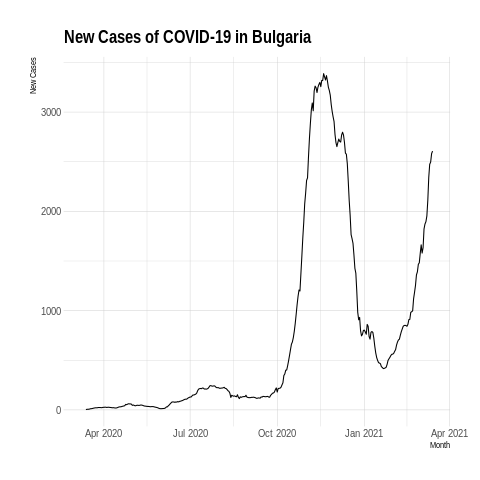 New Cases of COVID-19 in Bulgaria
New Cases
3000
2000
1000
0
Apr 2020 Jul 2020 Oct 2020 Jan 2021 Apr 2021
Month